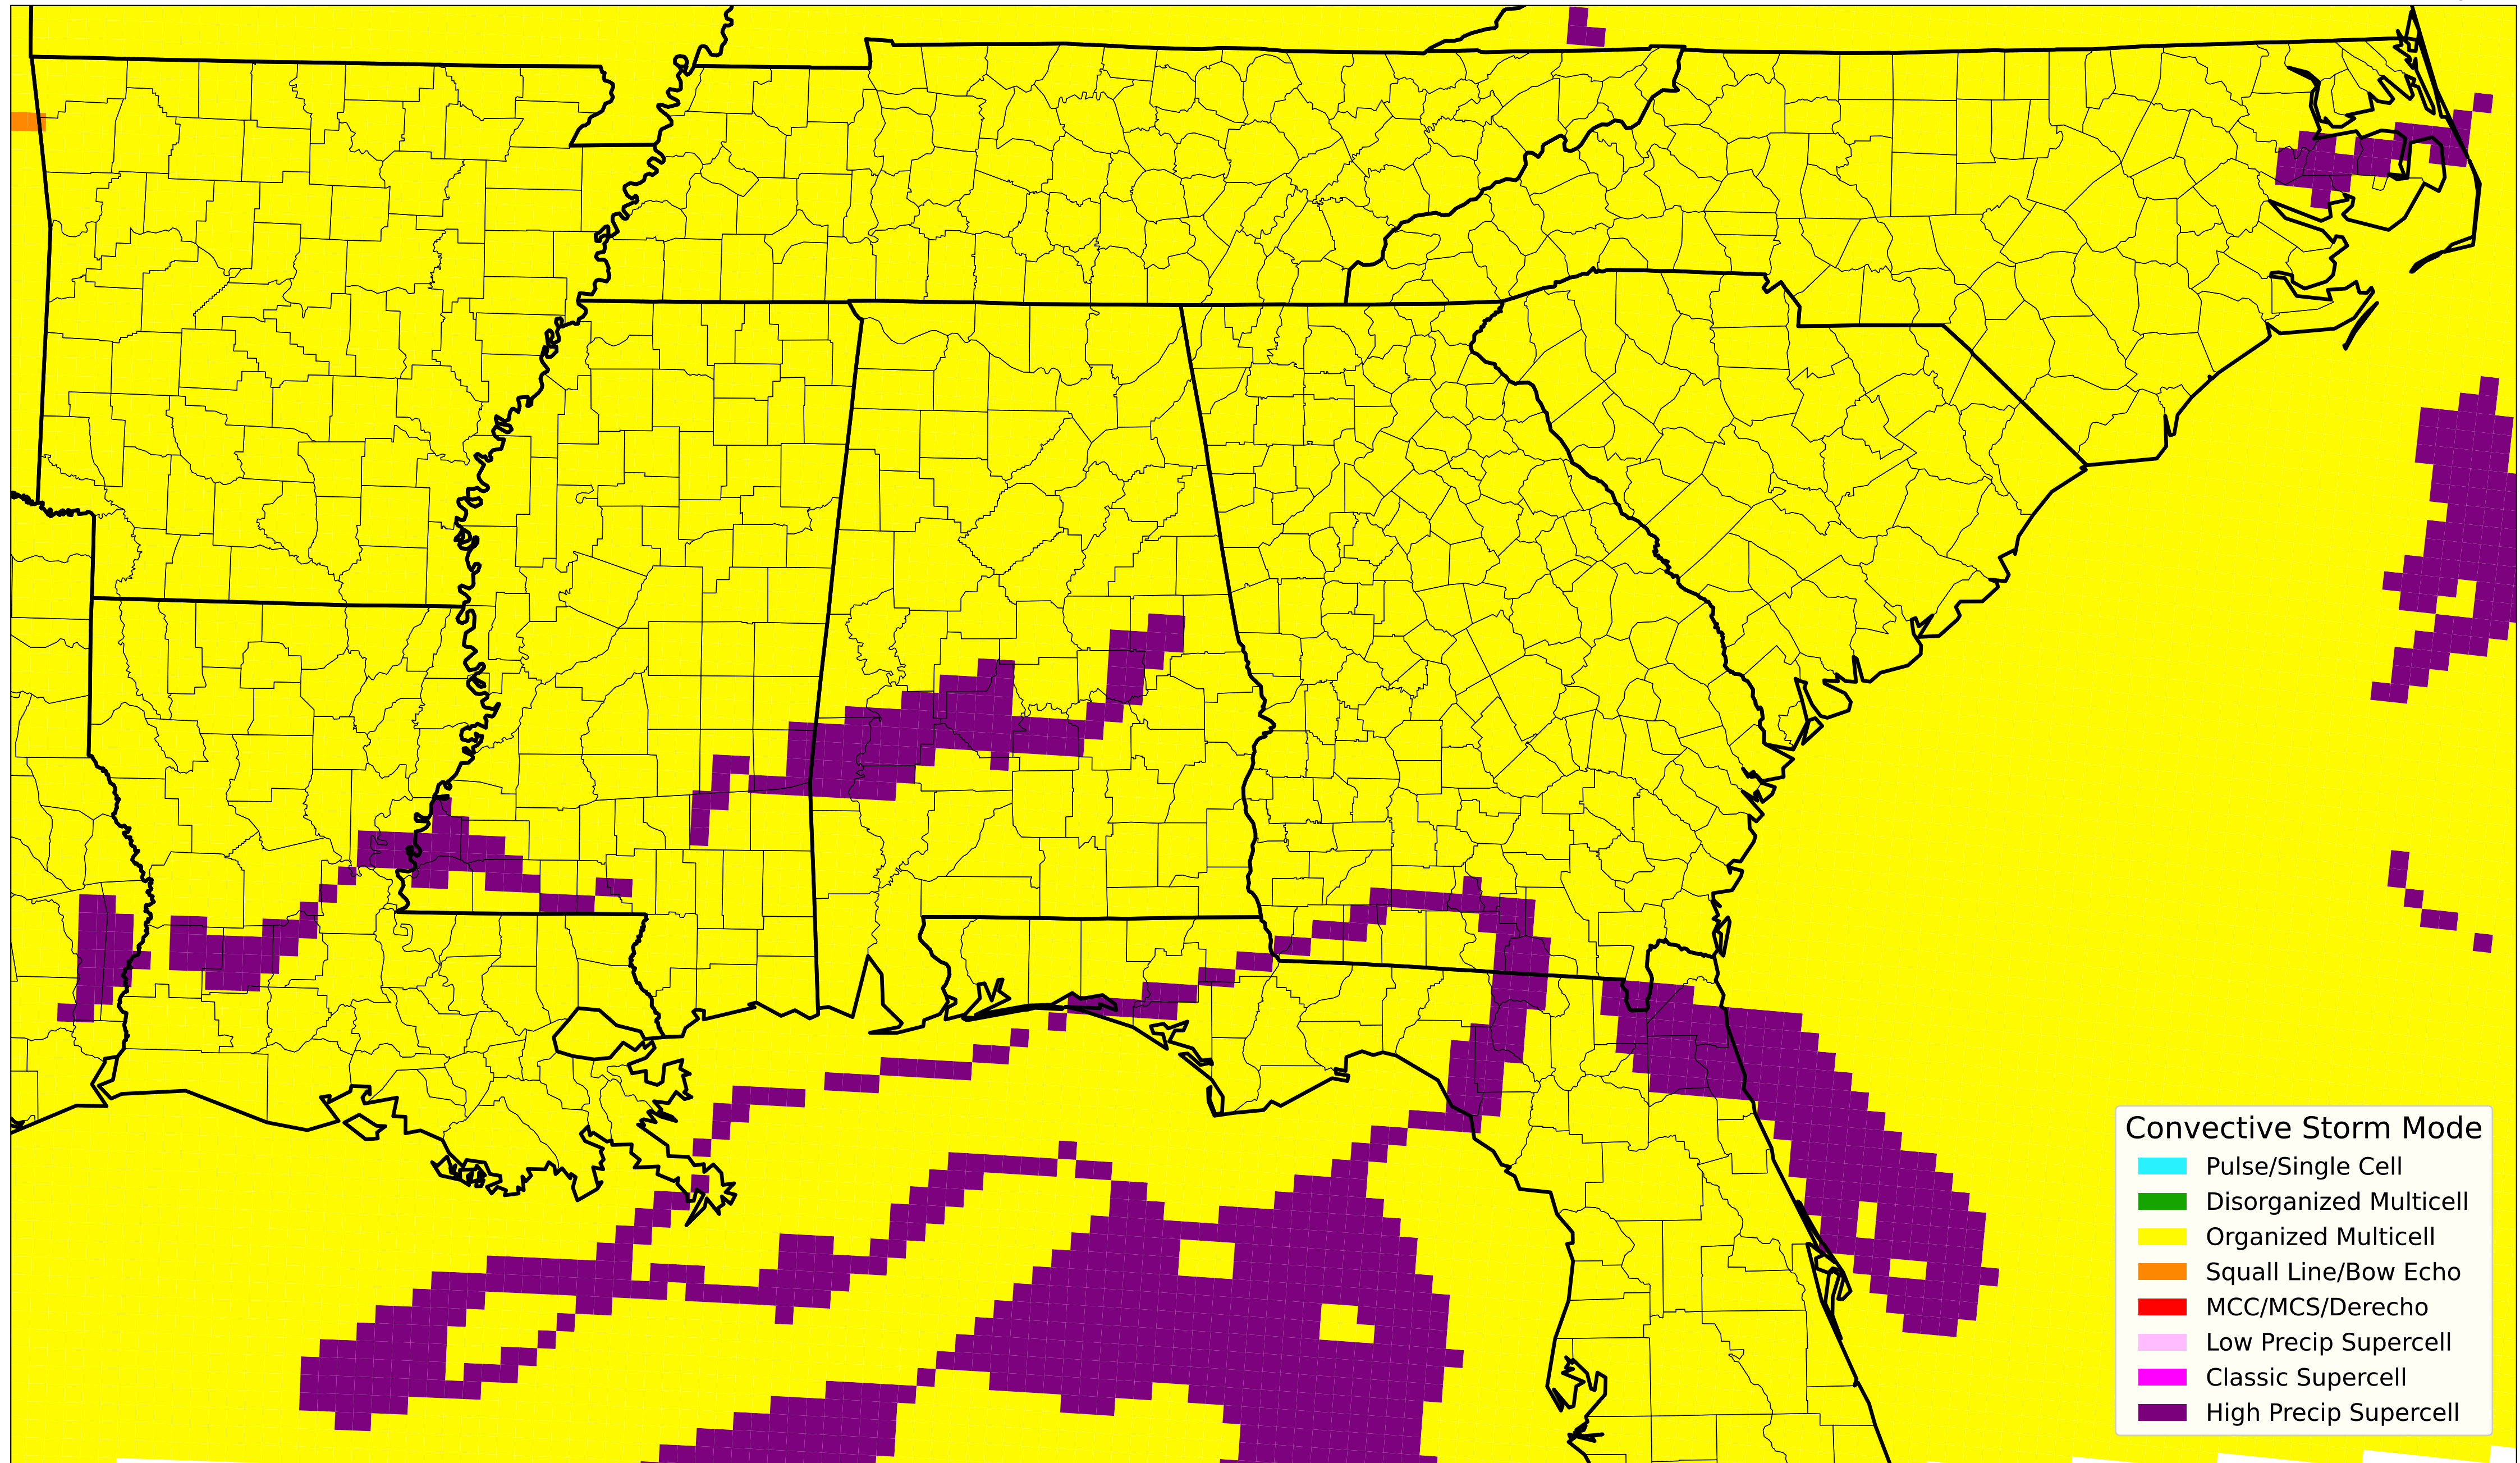 Convective Storm Mode
Pulse/Single Cell
Disorganized Multicell
Organized Multicell
Squall Line/Bow Echo
MCC/MCS/Derecho
Low Precip Supercell
Classic Supercell
High Precip Supercell